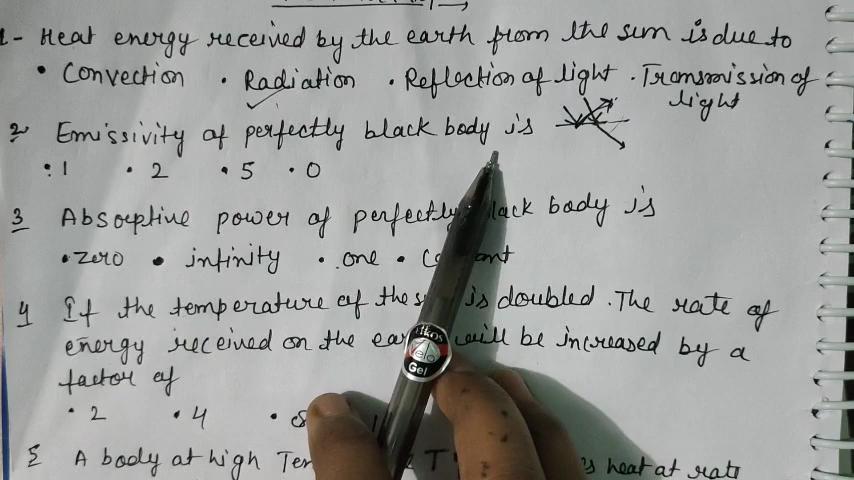 1- Heat energy received by the earth from the sun is due to
• Convection • Radiation • Reflection of light • Transmission of light
2 Emissivity of perfectly black body is
• 1 • 2 • 5 • 0
3 Absorptive power of perfectly black body is
• Zero • infinity • one •
4 If the temperature of the is doubled. The rate of
energy received on the will be increased by a
factor of
• 2 • 4 •
5 A body at high heat at rate
elkos
Gel